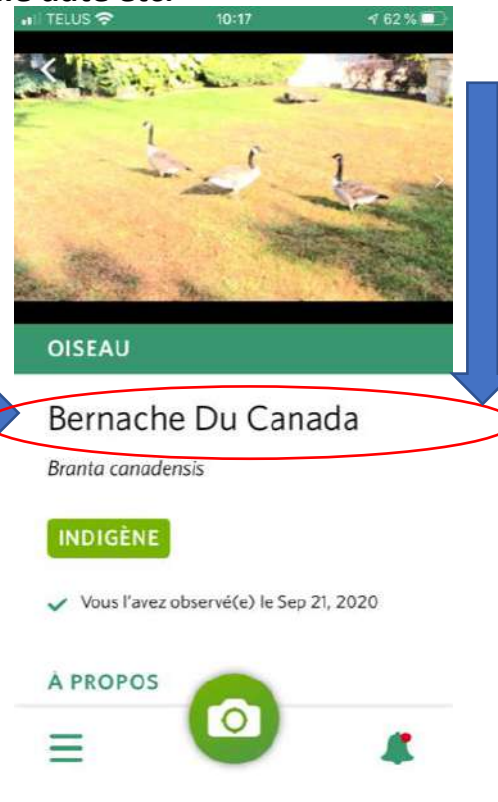 TELUS 10:17 62 %
OISEAU
Bernache Du Canada
Branta canadensis
INDIGÈNE
Vous l'avez observé(e) le Sep 21, 2020
À PROPOS